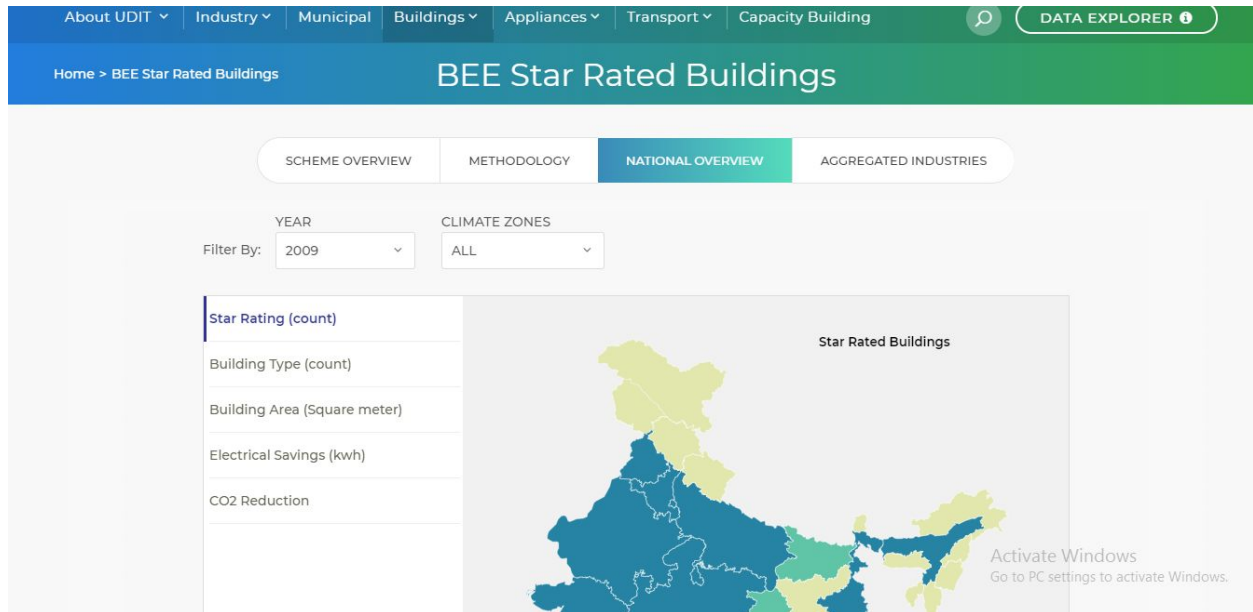 About UDIT Industry Municipal Buildings Appliances Transport Capacity Building DATA EXPLORER i
Home > BEE Star Rated Buildings
BEE Star Rated Buildings
SCHEME OVERVIEW METHODOLOGY NATIONAL OVERVIEW AGGREGATED INDUSTRIES
YEAR CLIMATE ZONES
Filter By: 2009 ALL
Star Rating (count)
Building Type (count)
Building Area (Square meter)
Electrical Savings (kwh)
CO2 Reduction
Star Rated Buildings
Activate Windows
Go to PC settings to activate Windows.